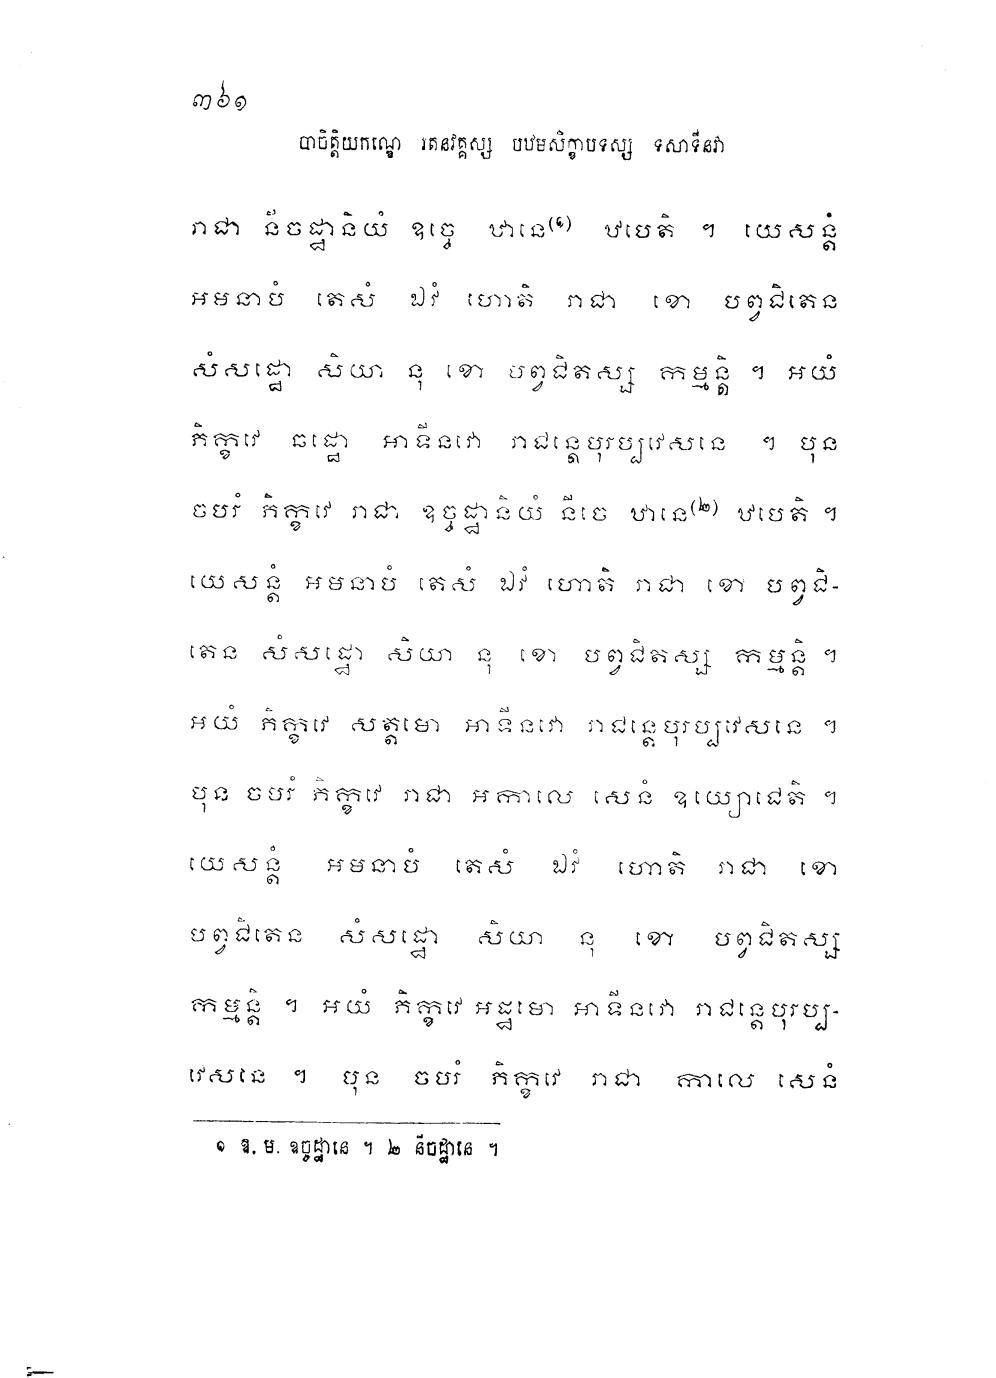 ៣៦១
បាចិត្តិយកណ្ឌេ រតនវគ្គស្ស បឋមសិក្ខាបទស្ស ទសាទីនវា
រាជា នីចដ្ឋានិយំ ឧច្ចេ ឋានេ(១) ឋបេតិ ។ យេសន្តំ
អមនាបំ តេសំ ឯវំ ហោតិ រាជា ខោ បព្វជិតេន
សំសដ្ឋោ សិយា នុ ខោ បព្វជិតស្ស កម្មន្តិ ។ អយំ
ភិក្ខវេ ឆដ្ឋោ អាទីនវោ រាជន្តេបុរប្បវេសនេ ។ បុន
ចបរំ ភិក្ខវេ រាជា ឧច្ចដ្ឋានិយំ នីចេ ឋានេ(២) ឋបេតិ ។
យេសន្តំ អមនាបំ តេសំ ឯវំ ហោតិ រាជា ខោ បព្វជិ-
តេន សំសដ្ឋោ សិយា នុ ខោ បព្វជិតស្ស កម្មន្តិ ។
អយំ ភិក្ខវេ សត្តមោ អាទីនវោ រាជន្តេបុរប្បវេសនេ ។
បុន ចបរំ ភិក្ខវេ រាជា អកាលេ សេនំ ឧយ្យោជេតិ ។
យេសន្តំ អមនាបំ តេសំ ឯវំ ហោតិ រាជា ខោ
បព្វជិតេន សំសដ្ឋោ សិយា នុ ខោ បព្វជិតស្ស
កម្មន្តិ ។ អយំ ភិក្ខវេ អដ្ឋមោ អាទីនវោ រាជន្តេបុរប្ប-
វេសនេ ។ បុន ចបរំ ភិក្ខវេ រាជា កាលេ សេនំ
១ ឱ. ម. ឧច្ចដ្ឋានេ ។ ២ នីចដ្ឋានេ ។